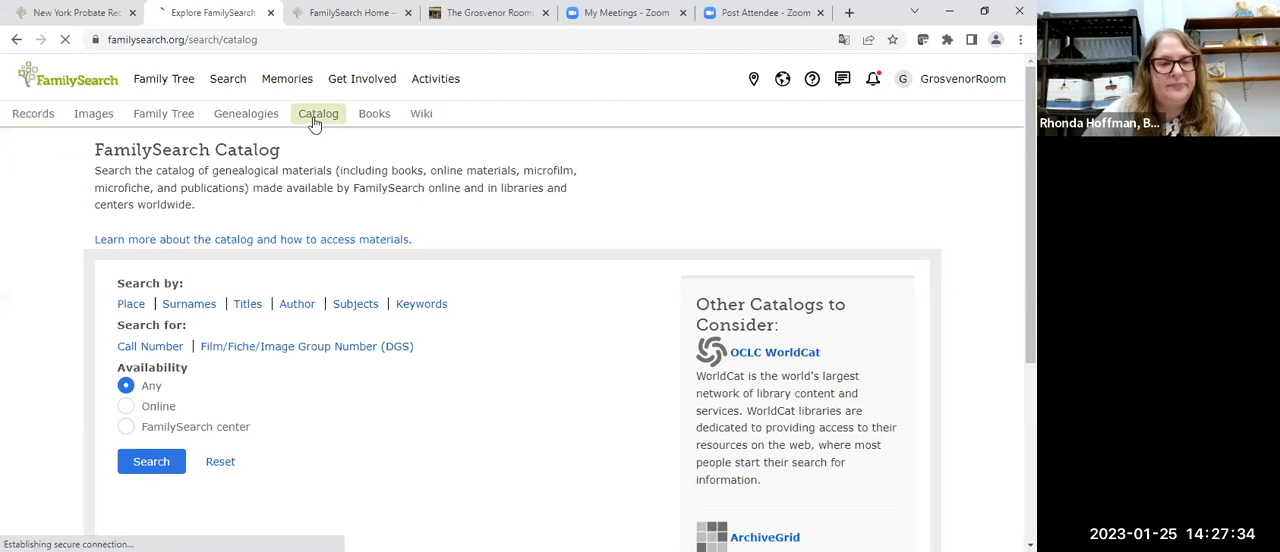 New York Probate Rec
Explore FamilySearch
FamilySearch Home —
The Grosvenor Room.
My Meetings - Zoom
Post Attendee - Zoom
familysearch.org/search/catalog
FamilySearch
Family Tree
Search
Memories
Get Involved
Activities
G
GrosvenorRoom
Records
Images
Family Tree
Genealogies
Catalog
Books
Wiki
FamilySearch Catalog
Search the catalog of genealogical materials (including books, online materials, microfilm,
microfiche, and publications) made available by FamilySearch online and in libraries and
centers worldwide.
Learn more about the catalog and how to access materials.
Search by:
Place | Surnames | Titles | Author | Subjects | Keywords
Search for:
Call Number | Film/Fiche/Image Group Number (DGS)
Availability
Any
Online
FamilySearch center
Search
Reset
Other Catalogs to
Consider:
OCLC WorldCat
WorldCat is the world's largest
network of library content and
services. WorldCat libraries are
dedicated to providing access to their
resources on the web, where most
people start their search for
information.
ArchiveGrid
Establishing secure connection...
Rhonda Hoffman, B...
2023-01-25 14:27:34